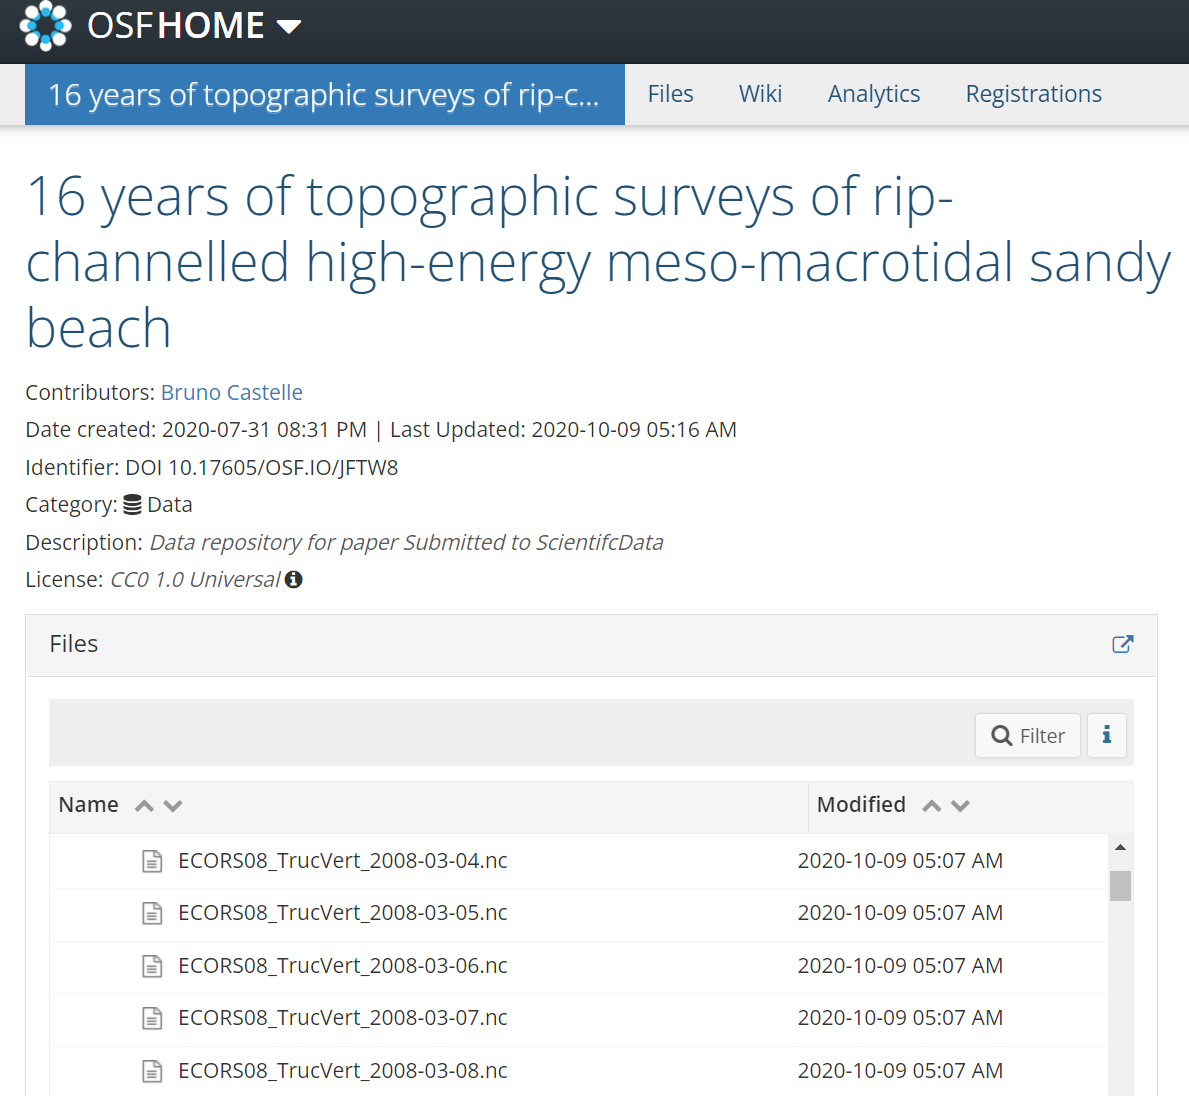 OSFHOME
16 years of topographic surveys of rip-c... Files Wiki Analytics Registrations
16 years of topographic surveys of rip-
channelled high-energy meso-macrotidal sandy
beach
Contributors: Bruno Castelle
Date created: 2020-07-31 08:31 PM | Last Updated: 2020-10-09 05:16 AM
Identifier: DOI 10.17605/OSF.IO/JFTW8
Category: Data
Description: Data repository for paper Submitted to ScientifcData
License: CC0 1.0 Universal
Files
Filter
Name Modified
ECORS08_TrucVert_2008-03-04.nc 2020-10-09 05:07 AM
ECORS08_TrucVert_2008-03-05.nc 2020-10-09 05:07 AM
ECORS08_TrucVert_2008-03-06.nc 2020-10-09 05:07 AM
ECORS08_TrucVert_2008-03-07.nc 2020-10-09 05:07 AM
ECORS08_TrucVert_2008-03-08.nc 2020-10-09 05:07 AM